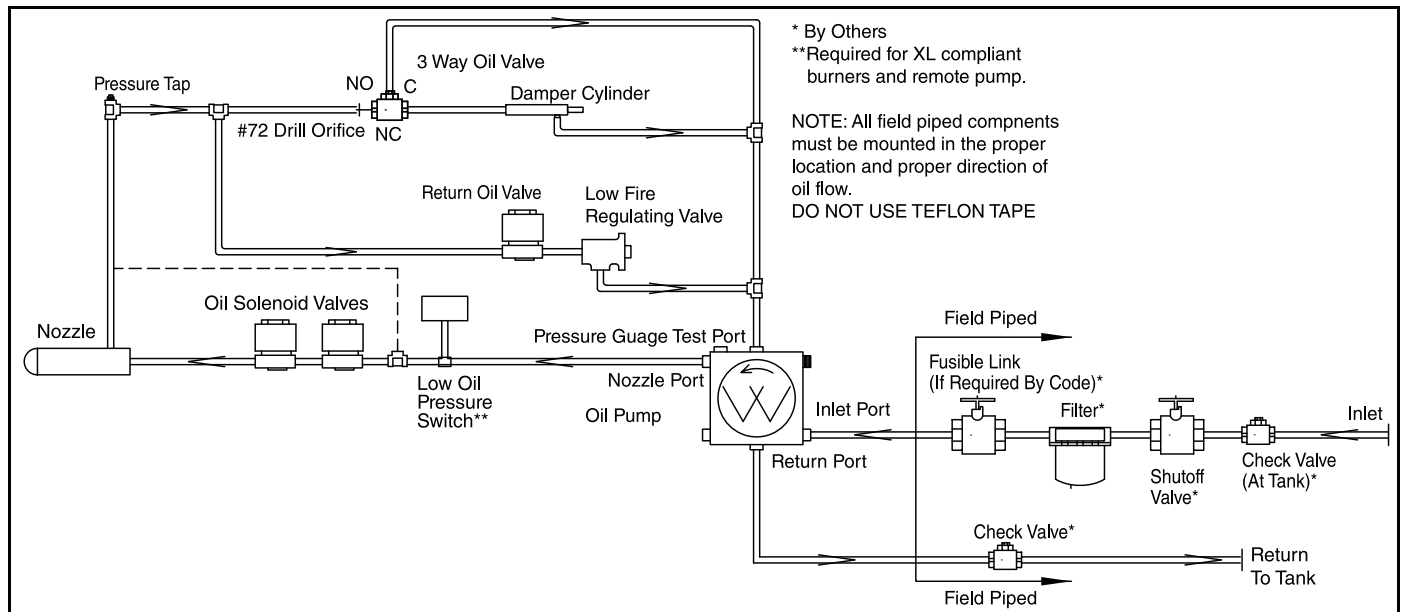 * By Others
**Required for XL compliant
burners and remote pump.
NOTE: All field piped compnents
must be mounted in the proper
location and proper direction of
oil flow.
DO NOT USE TEFLON TAPE
3 Way Oil Valve
Pressure Tap
NO
C
NC
#72 Drill Orifice
Damper Cylinder
Return Oil Valve
Low Fire
Regulating Valve
Oil Solenoid Valves
Nozzle
Low Oil
Pressure
Switch**
Pressure Guage Test Port
Nozzle Port
Oil Pump
W
Inlet Port
Return Port
Field Piped
Fusible Link
(If Required By Code)*
Filter*
Shutoff
Valve*
Check Valve
(At Tank)*
Inlet
Check Valve*
Return
To Tank
Field Piped